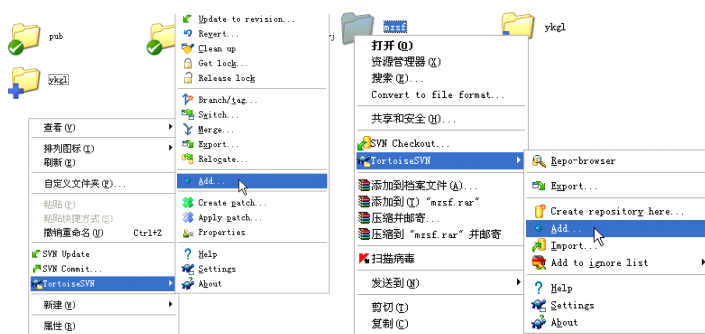 pub
ykgl
查看(V)
排列图标(I)
刷新(E)
自定义文件夹(F)...
粘贴(P)
粘贴快捷方式(S)
撤销重命名(U) Ctrl+Z
SVN Update
SVN Commit...
TortoiseSVN
新建(W)
属性(R)
Update to revision...
Revert...
Clean up
Get lock...
Release lock
Branch/tag...
Switch...
Merge...
Export...
Relocate...
Add...
Create patch...
Apply patch...
Properties
Help
Settings
About
mzsf
ykgl
打开(O)
资源管理器(X)
搜索(E)...
Convert to file format...
共享和安全(H)...
SVN Checkout...
TortoiseSVN
添加到档案文件(A)...
添加到(T) "mzsf.rar"
压缩并邮寄...
压缩到 "mzsf.rar" 并邮寄
扫描病毒
发送到(N)
剪切(T)
复制(C)
Repo-browser
Export...
Create repository here...
Add...
Import...
Add to ignore list
Help
Settings
About